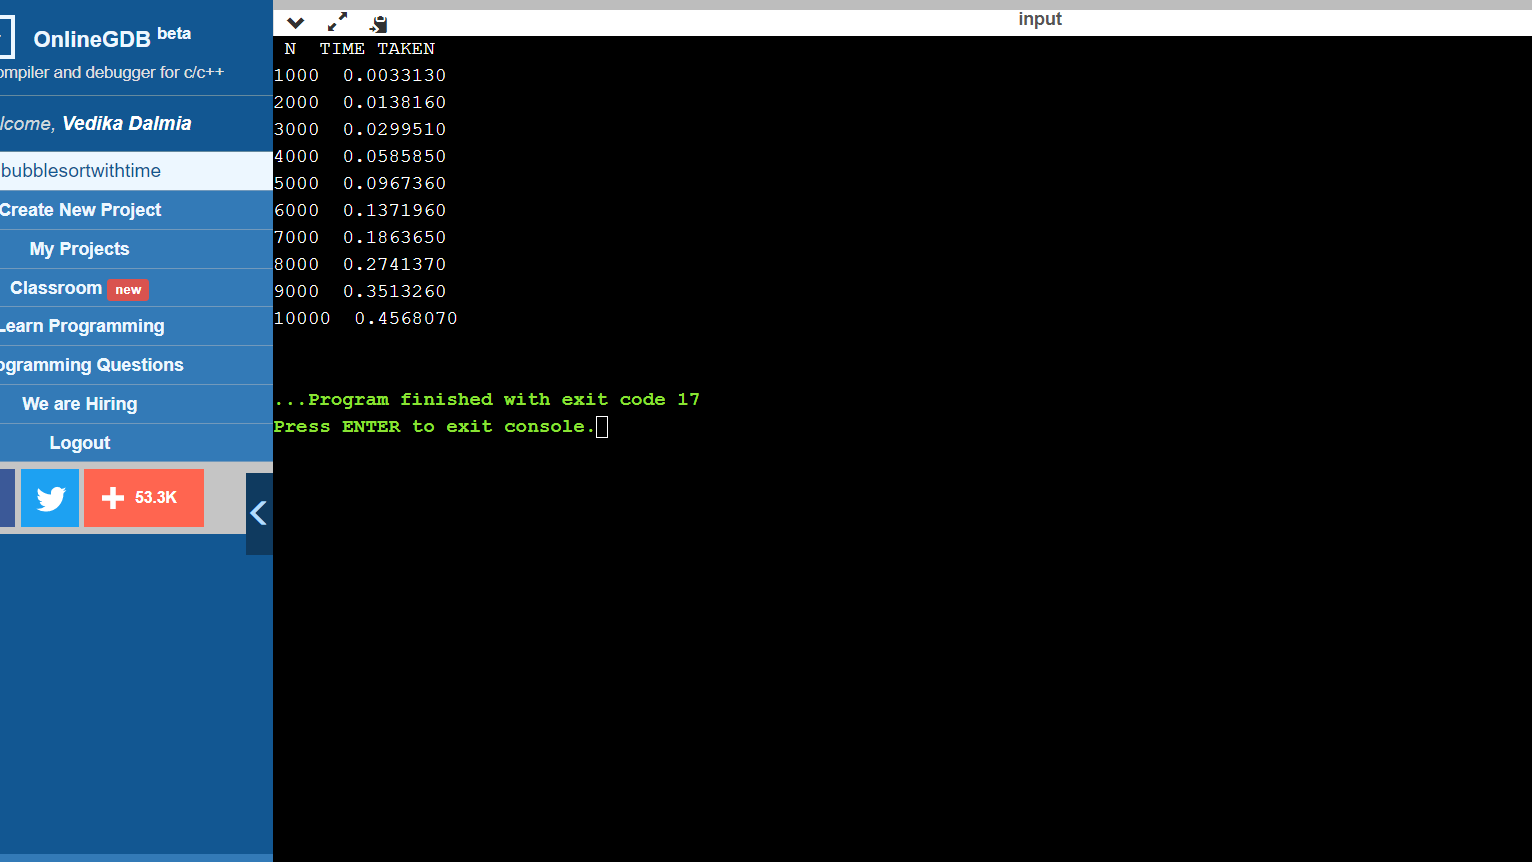 OnlineGDB beta
ompiler and debugger for c/c++
lcome, Vedika Dalmia
bubblesortwithtime
Create New Project
My Projects
Classroom new
Learn Programming
ogramming Questions
We are Hiring
Logout
53.3K
input
N TIME TAKEN
1000 0.0033130
2000 0.0138160
3000 0.0299510
4000 0.0585850
5000 0.0967360
6000 0.1371960
7000 0.1863650
8000 0.2741370
9000 0.3513260
10000 0.4568070
...Program finished with exit code 17
Press ENTER to exit console.